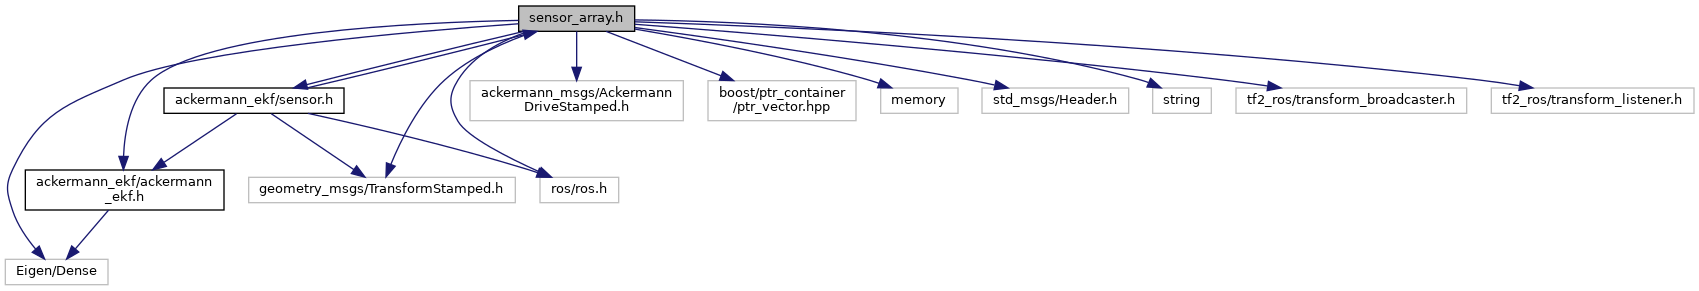 sensor_array.h
ackermann_ekf/sensor.h
ackermann_msgs/Ackermann
DriveStamped.h
boost/ptr_container
/ptr_vector.hpp
memory
std_msgs/Header.h
string
tf2_ros/transform_broadcaster.h
tf2_ros/transform_listener.h
ackermann_ekf/ackermann
_ekf.h
geometry_msgs/TransformStamped.h
ros/ros.h
Eigen/Dense